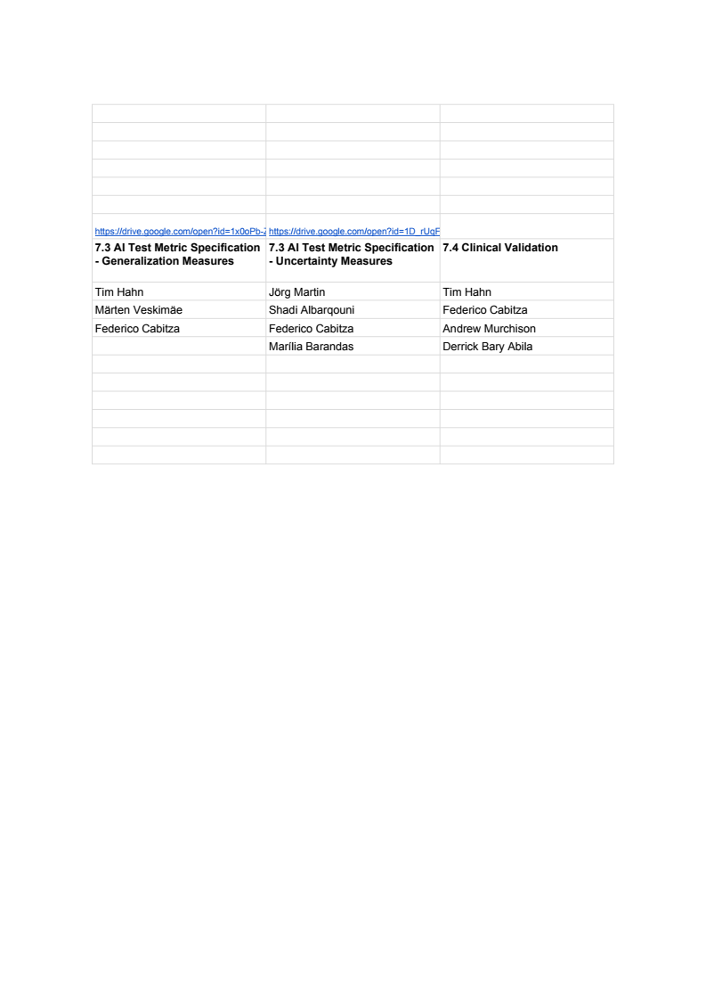 https://drive.google.com/open?id=1x0oPb- https://drive.google.com/open?id=1D_rUqF
7.3 AI Test Metric Specification 7.3 AI Test Metric Specification 7.4 Clinical Validation
- Generalization Measures - Uncertainty Measures
Tim Hahn Jörg Martin Tim Hahn
Märten Veskimäe Shadi Albarqouni Federico Cabitza
Federico Cabitza Federico Cabitza Andrew Murchison
Marília Barandas Derrick Bary Abila